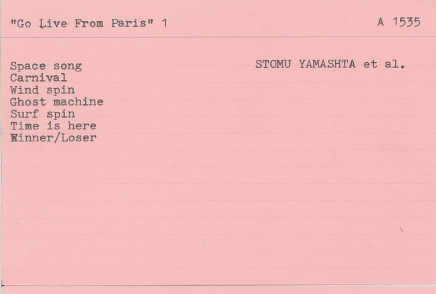 "Go Live From Paris" 1 A 1535
Space song STOMU YAMASHTA et al.
Carnival
Wind spin
Ghost machine
Surf spin
Time is here
Winner/Loser